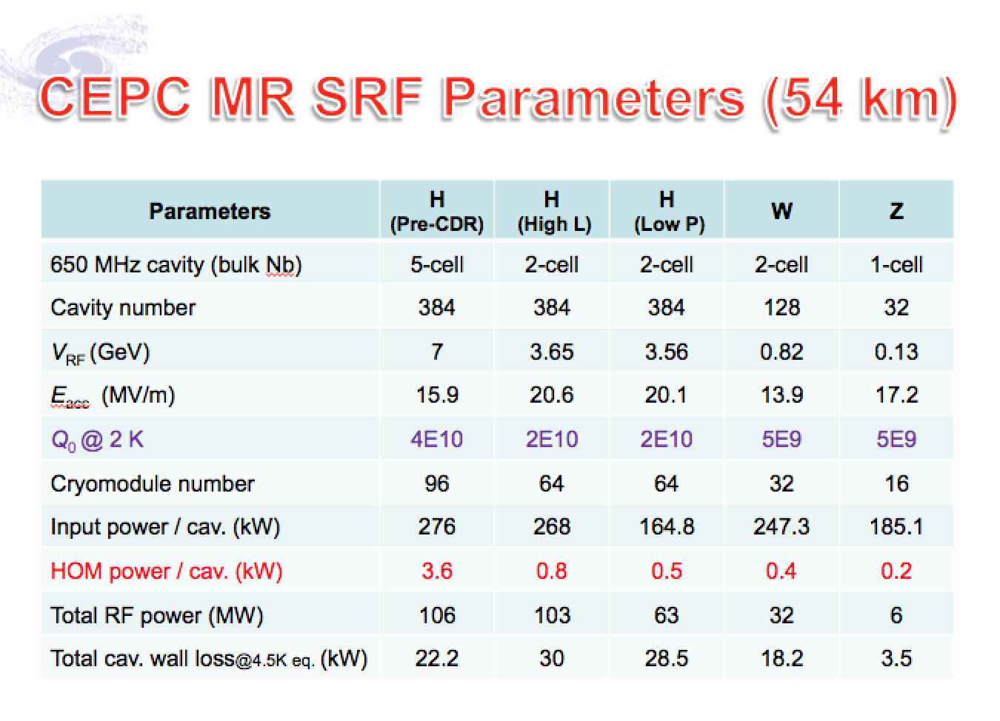 CEPC MR SRF Parameters (54 km)
Parameters H (Pre-CDR) H (High L) H (Low P) W Z
650 MHz cavity (bulk Nb) 5-cell 2-cell 2-cell 2-cell 1-cell
Cavity number 384 384 384 128 32
VRF (GeV) 7 3.65 3.56 0.82 0.13
Eacc (MV/m) 15.9 20.6 20.1 13.9 17.2
Q0 @ 2 K 4E10 2E10 2E10 5E9 5E9
Cryomodule number 96 64 64 32 16
Input power / cav. (kW) 276 268 164.8 247.3 185.1
HOM power / cav. (kW) 3.6 0.8 0.5 0.4 0.2
Total RF power (MW) 106 103 63 32 6
Total cav. wall loss@4.5K eq. (kW) 22.2 30 28.5 18.2 3.5